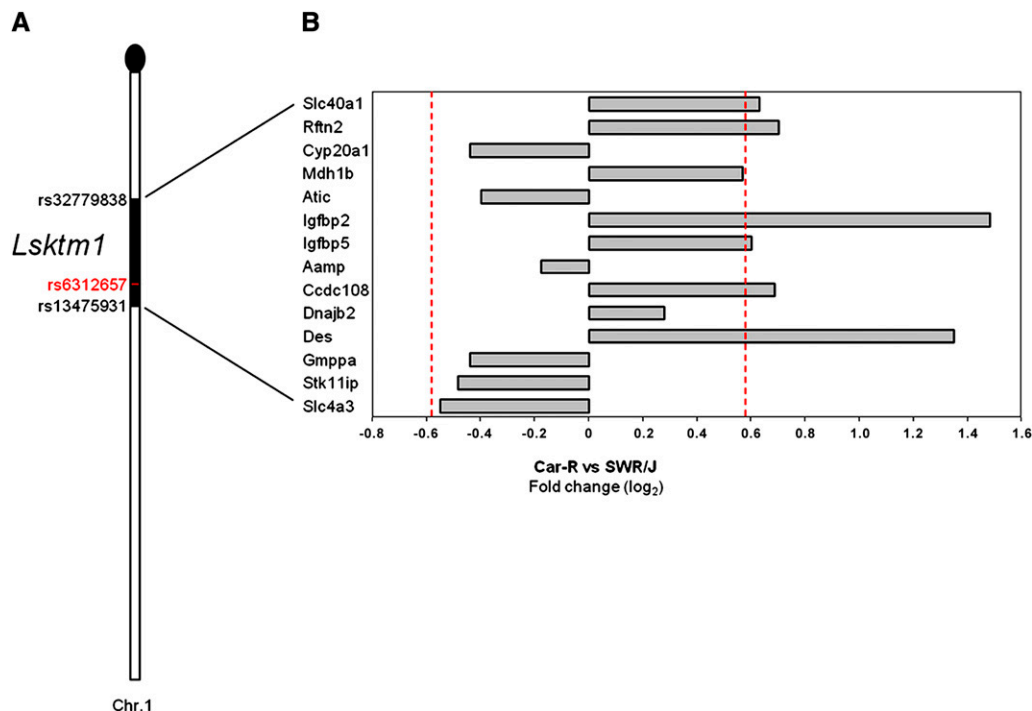 A
B
rs32779838
Lsktm1
rs6312657
rs13475931
Chr.1
Slc40a1
Rftn2
Cyp20a1
Mdh1b
Atic
Igfbp2
Igfbp5
Aamp
Ccdc108
Dnajb2
Des
Gmppa
Stk11ip
Slc4a3
-0.8 -0.6 -0.4 -0.2 0 0.2 0.4 0.6 0.8 1.0 1.2 1.4 1.6
Car-R vs SWR/J
Fold change (log2)